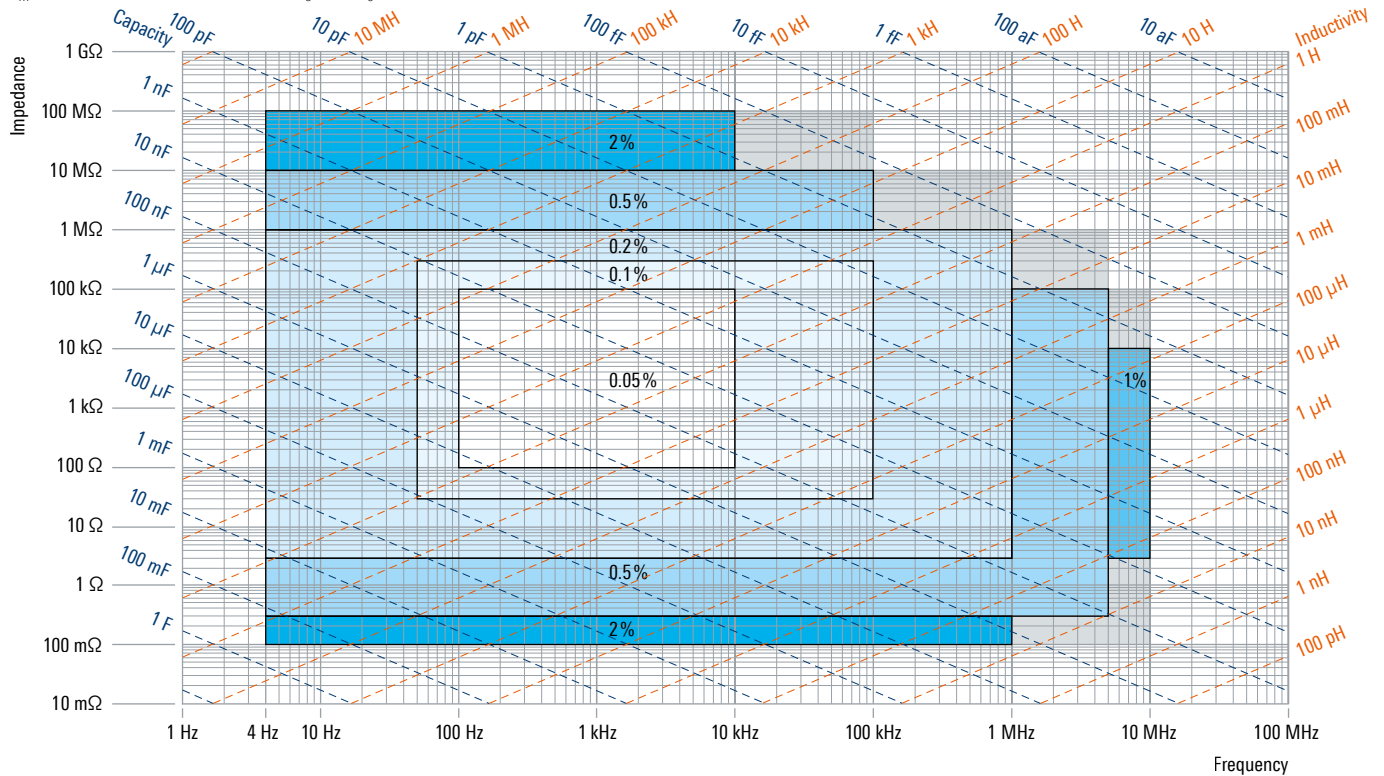 Capacity
100 pF
10 pF
10 MH
1 pF
1 MH
100 fF
100 kH
10 fF
10 kH
1 fF
1 kH
100 aF
100 H
10 aF
10 H
Inductivity
Impedance
1 GΩ
100 MΩ
10 MΩ
1 MΩ
100 kΩ
10 kΩ
1 kΩ
100 Ω
10 Ω
1 Ω
100 mΩ
10 mΩ
1 nF
10 nF
100 nF
1 µF
10 µF
100 µF
1 mF
10 mF
100 mF
1 F
2%
0.5%
0.2%
0.1%
0.05%
1%
0.5%
2%
1 H
100 mH
10 mH
1 mH
100 µH
10 µH
1 µH
100 nH
10 nH
1 nH
100 pH
1 Hz
4 Hz
10 Hz
100 Hz
1 kHz
10 kHz
100 kHz
1 MHz
10 MHz
100 MHz
Frequency